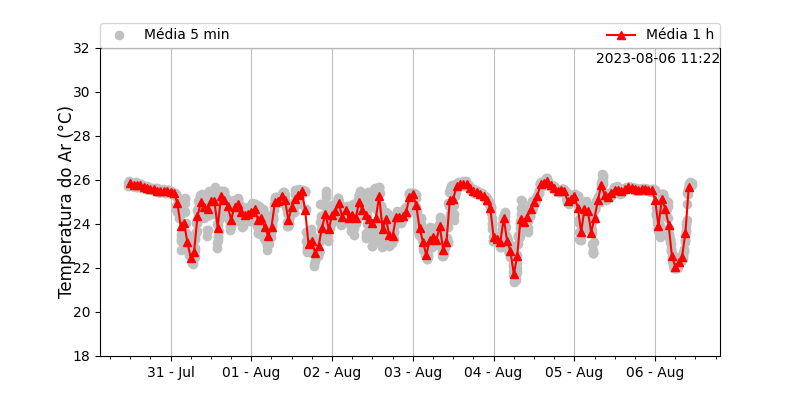 Média 5 min
Média 1 h
2023-08-06 11:22
Temperatura do Ar (°C)
32
30
28
26
24
22
20
18
31 - Jul
01 - Aug
02 - Aug
03 - Aug
04 - Aug
05 - Aug
06 - Aug